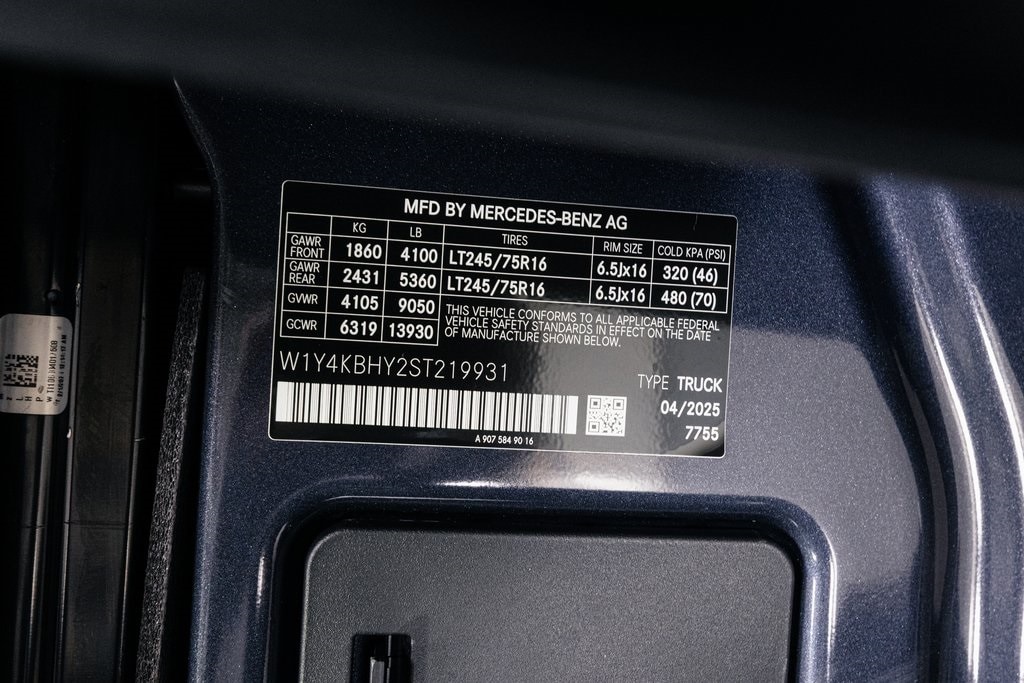 MFD BY MERCEDES-BENZ AG
KG LB TIRES RIM SIZE COLD KPA (PSI)
GAWR FRONT 1860 4100 LT245/75R16 6.5Jx16 320 (46)
GAWR REAR 2431 5360 LT245/75R16 6.5Jx16 480 (70)
GVWR 4105 9050
GCWR 6319 13930
THIS VEHICLE CONFORMS TO ALL APPLICABLE FEDERAL
VEHICLE SAFETY STANDARDS IN EFFECT ON THE DATE
OF MANUFACTURE SHOWN BELOW.
W1Y4KBHY2ST219931
TYPE TRUCK
04/2025
7755
A 907 584 90 16